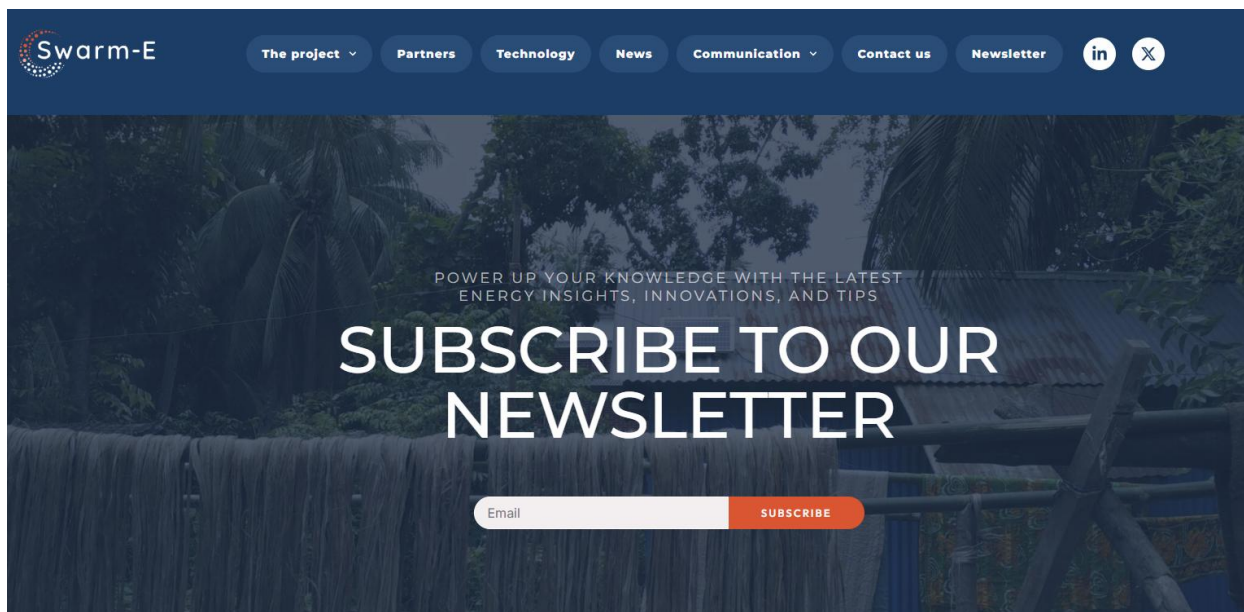 Swarm-E
The project
Partners
Technology
News
Communication
Contact us
Newsletter
in
X
POWER UP YOUR KNOWLEDGE WITH THE LATEST
ENERGY INSIGHTS, INNOVATIONS, AND TIPS
SUBSCRIBE TO OUR
NEWSLETTER
Email
SUBSCRIBE